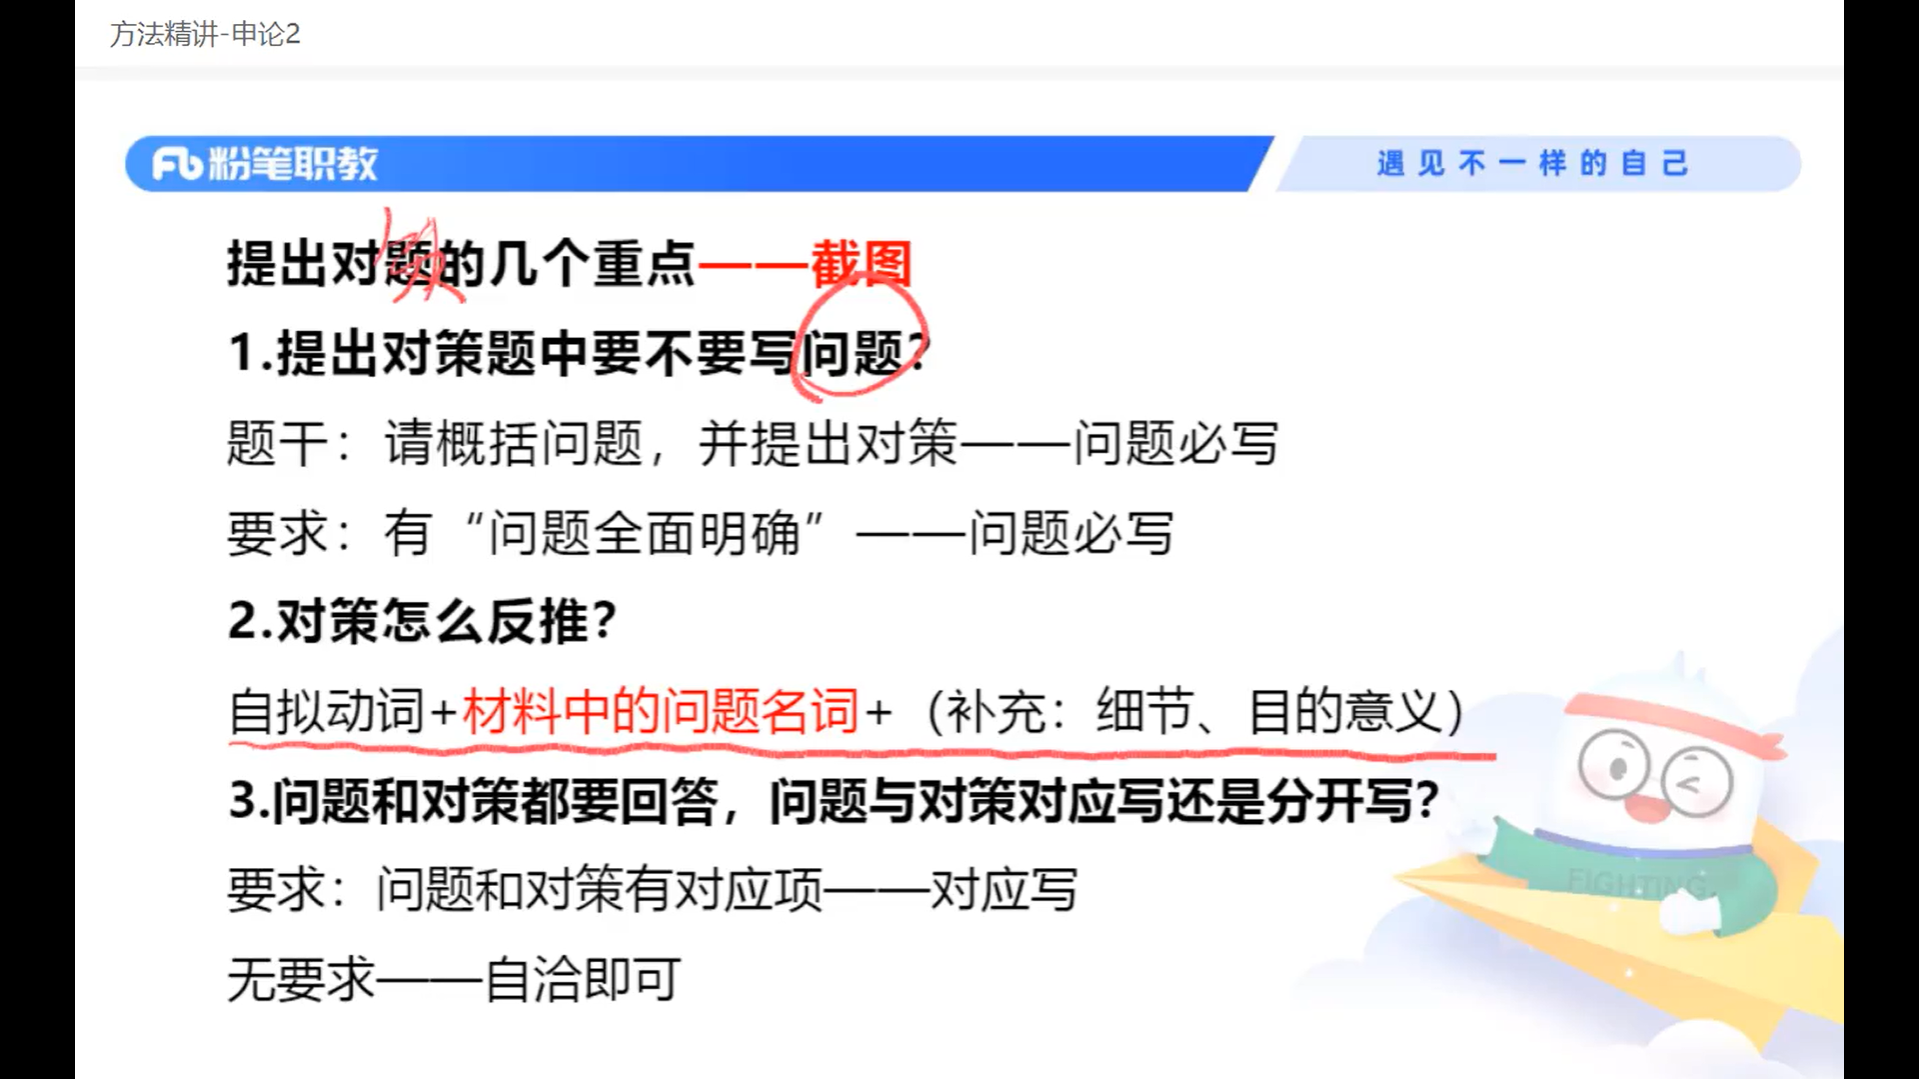 方法精讲-申论2
粉笔职教
遇见不一样的自己
提出对题的几个重点——截图
1.提出对策题中要不要写问题?
题干：请概括问题，并提出对策——问题必写
要求：有“问题全面明确”——问题必写
2.对策怎么反推?
自拟动词+材料中的问题名词+（补充：细节、目的意义）
3.问题和对策都要回答，问题与对策对应写还是分开写?
要求：问题和对策有对应项——对应写
无要求——自洽即可
FIGHTING